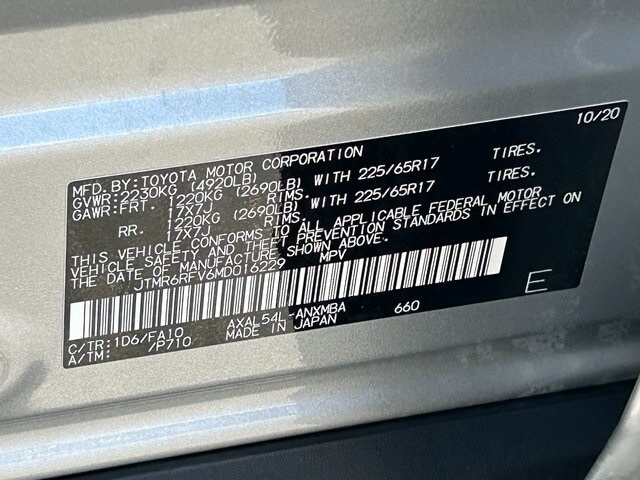 10/20
MFD.BY:TOYOTA MOTOR CORPORATION
GVWR:2230KG (4920LB)
GAWR:FRT. 1220KG (2690LB) WITH 225/65R17 TIRES.
17X7J RIMS.
RR. 1220KG (2690LB) WITH 225/65R17 TIRES.
17X7J RIMS.
THIS VEHICLE CONFORMS TO ALL APPLICABLE FEDERAL MOTOR
VEHICLE SAFETY AND THEFT PREVENTION STANDARDS IN EFFECT ON
THE DATE OF MANUFACTURE SHOWN ABOVE.
JTMR6RFV6MD016229 MPV
E
C/TR:1D6/FA10 AXAL54L-ANXMBA 660
A/TM: /P710 MADE IN JAPAN